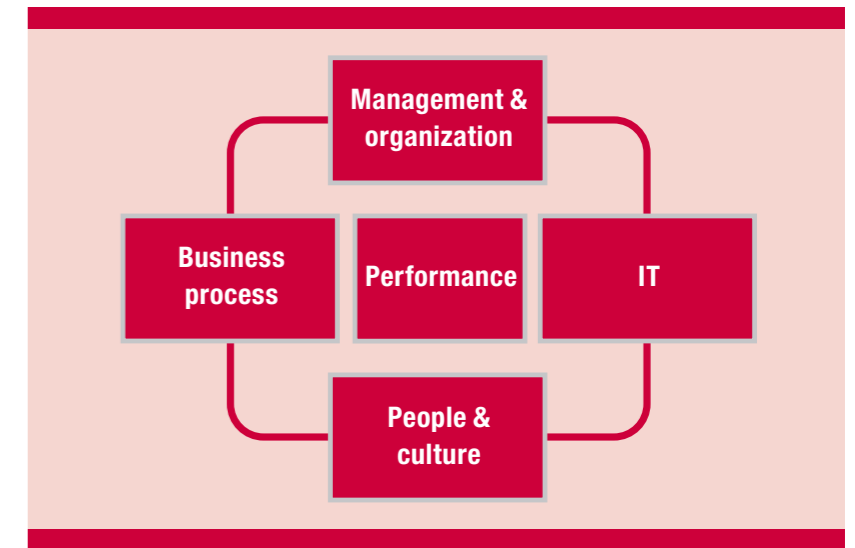 Management &
organization
Business
process
Performance
IT
People &
culture